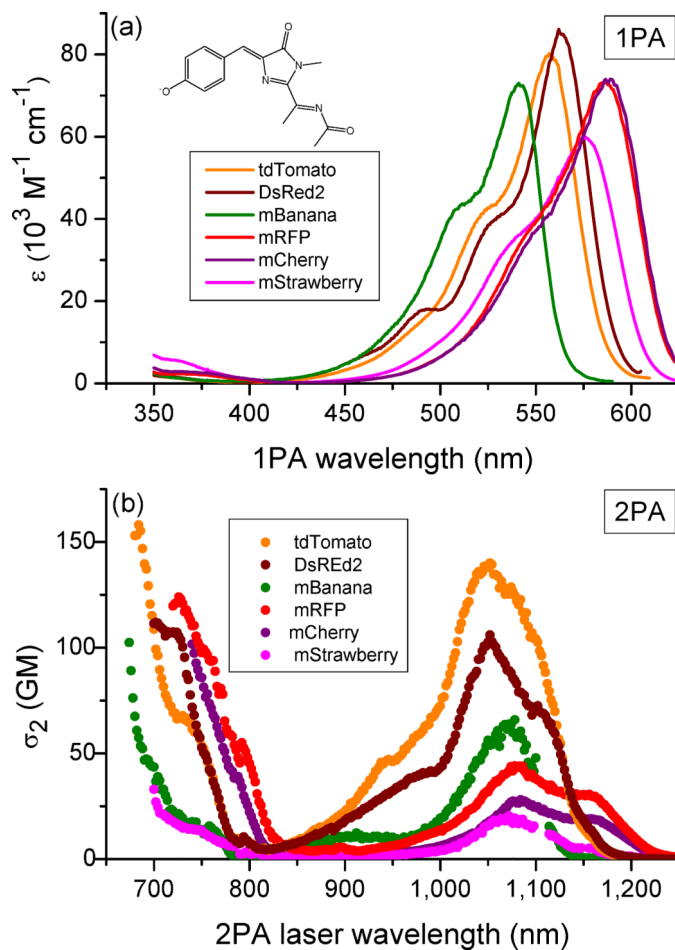 (a)
1PA
O
N
N
⁻O
N
O
tdTomato
DsRed2
mBanana
mRFP
mCherry
mStrawberry
ε (10³ M⁻¹ cm⁻¹)
80
60
40
20
0
350 400 450 500 550 600
1PA wavelength (nm)
(b)
2PA
tdTomato
DsREd2
mBanana
mRFP
mCherry
mStrawberry
σ₂ (GM)
150
100
50
0
700 800 900 1,000 1,100 1,200
2PA laser wavelength (nm)